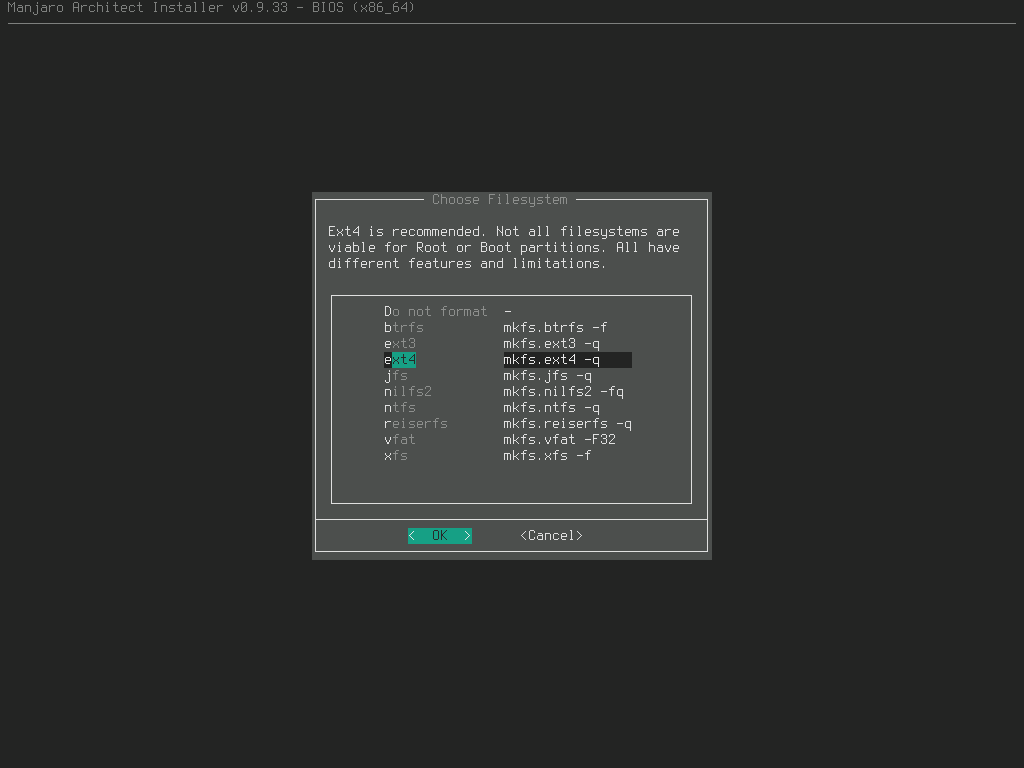 Manjaro Architect Installer v0.9.33 - BIOS (x86_64)
Choose Filesystem
Ext4 is recommended. Not all filesystems are
viable for Root or Boot partitions. All have
different features and limitations.
Do not format -
btrfs mkfs.btrfs -f
ext3 mkfs.ext3 -q
ext4 mkfs.ext4 -q
jfs mkfs.jfs -q
nilfs2 mkfs.nilfs2 -fq
ntfs mkfs.ntfs -q
reiserfs mkfs.reiserfs -q
vfat mkfs.vfat -F32
xfs mkfs.xfs -f
< OK > <Cancel>